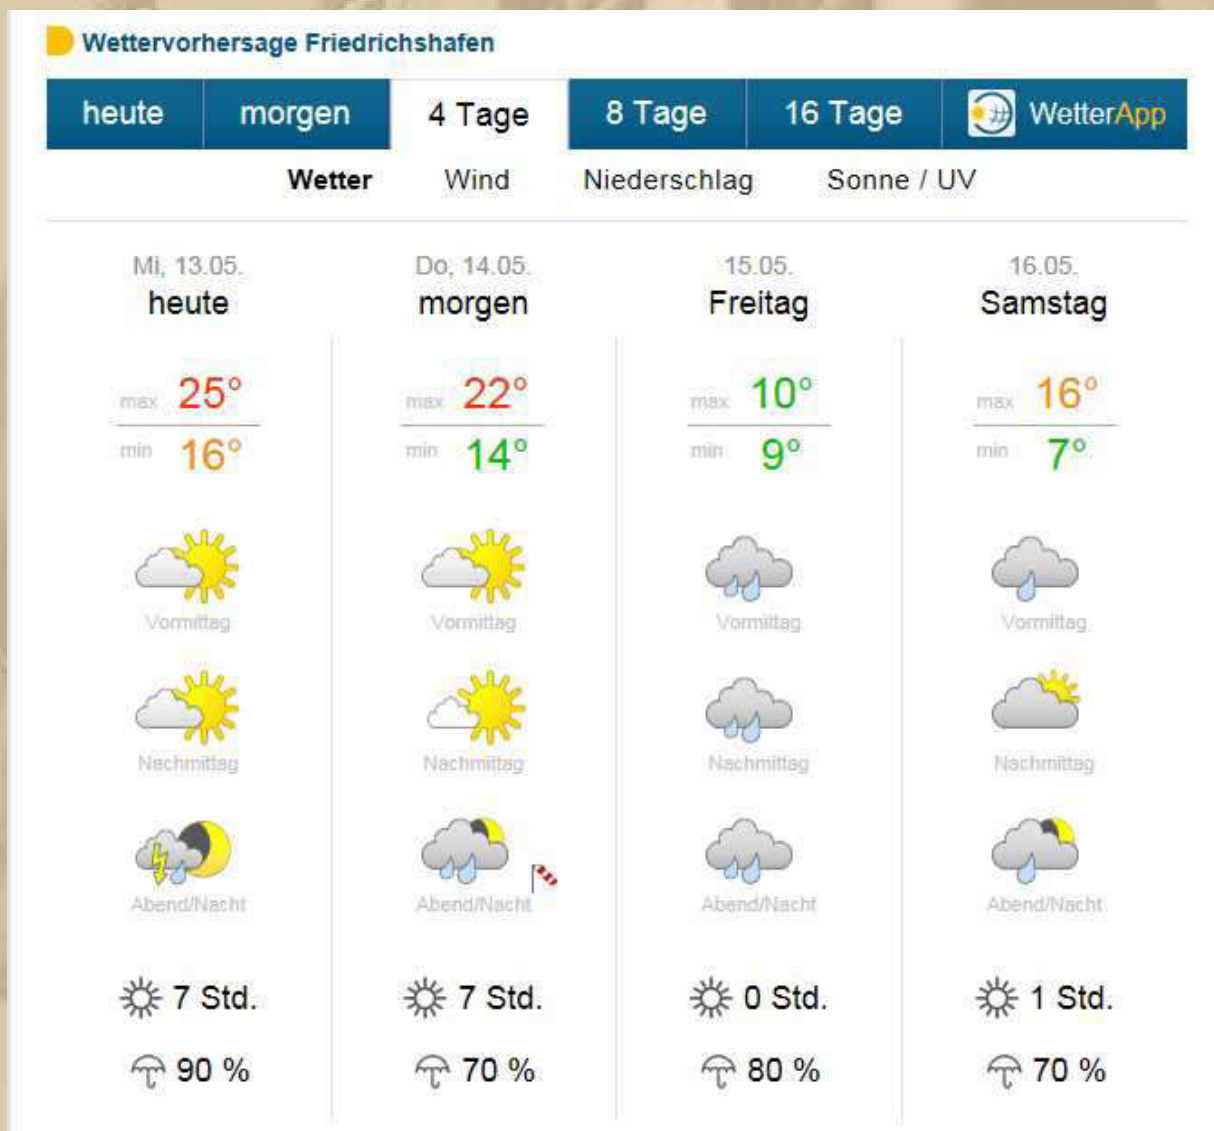 Wettervorhersage Friedrichshafen
heute morgen 4 Tage 8 Tage 16 Tage WetterApp
Wetter Wind Niederschlag Sonne / UV
Mi, 13.05. Do, 14.05. 15.05. 16.05.
heute morgen Freitag Samstag
max 25° max 22° max 10° max 16°
min 16° min 14° min 9° min 7°
Vormittag Vormittag Vormittag Vormittag
Nachmittag Nachmittag Nachmittag Nachmittag
Abend/Nacht Abend/Nacht Abend/Nacht Abend/Nacht
7 Std. 7 Std. 0 Std. 1 Std.
90 % 70 % 80 % 70 %